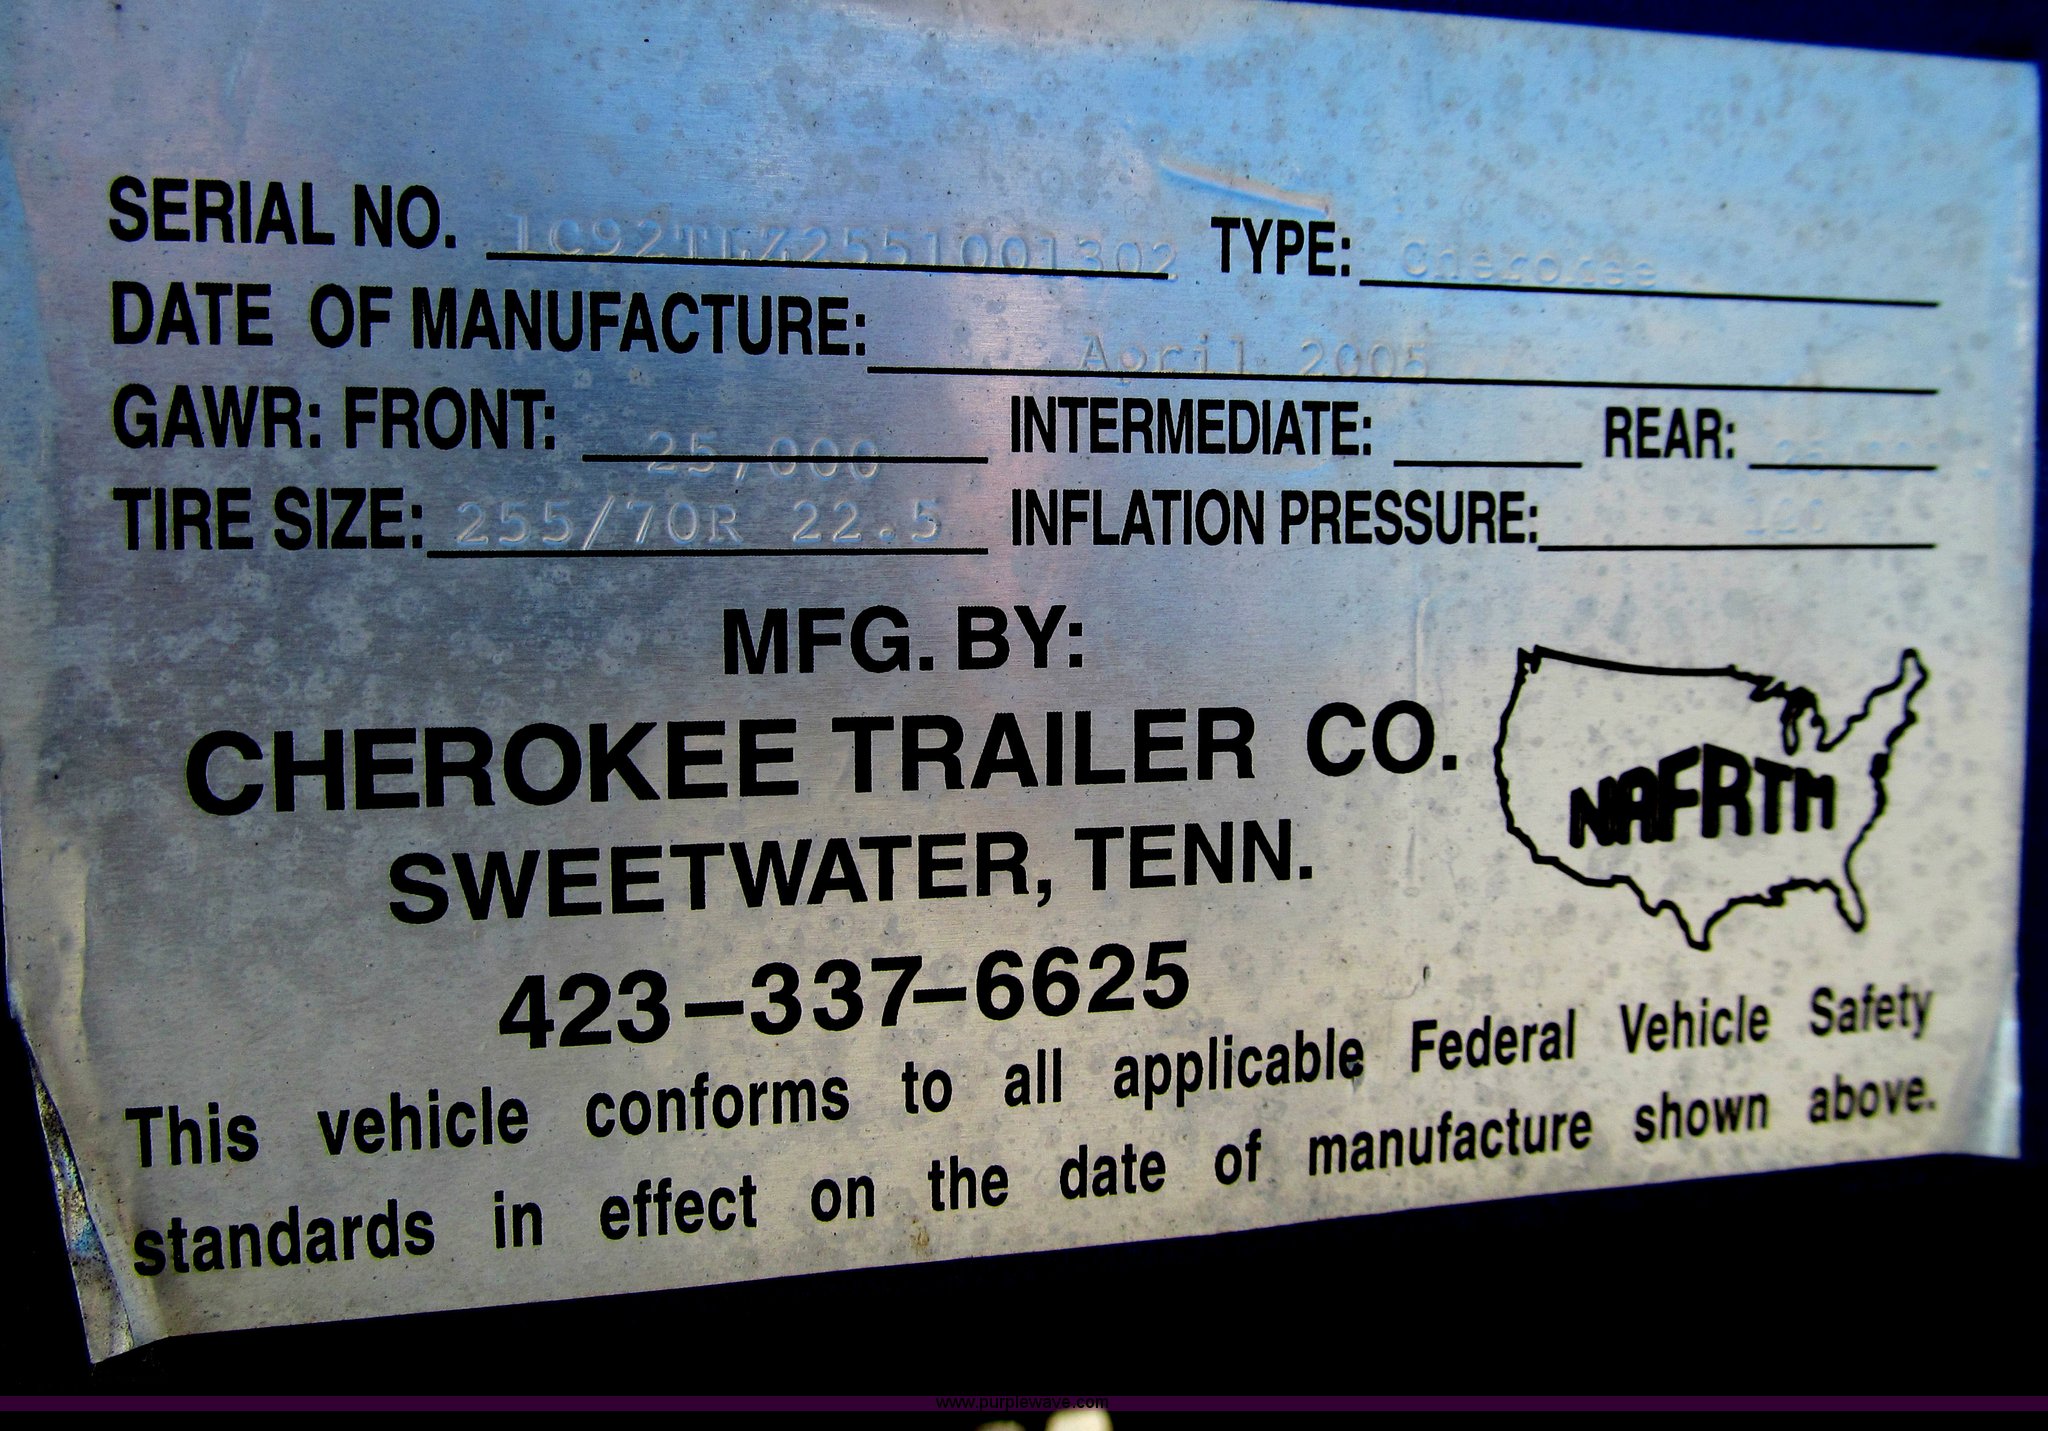 SERIAL NO. 1C92TLZ2551001302 TYPE: Cherokee
DATE OF MANUFACTURE: April 2005
GAWR: FRONT: 25,000 INTERMEDIATE: REAR:
TIRE SIZE: 255/70R 22.5 INFLATION PRESSURE: 120
MFG. BY:
CHEROKEE TRAILER CO.
NAFRTM
SWEETWATER, TENN.
423-337-6625
This vehicle conforms to all applicable Federal Vehicle Safety
standards in effect on the date of manufacture shown above.
www.purplewave.com